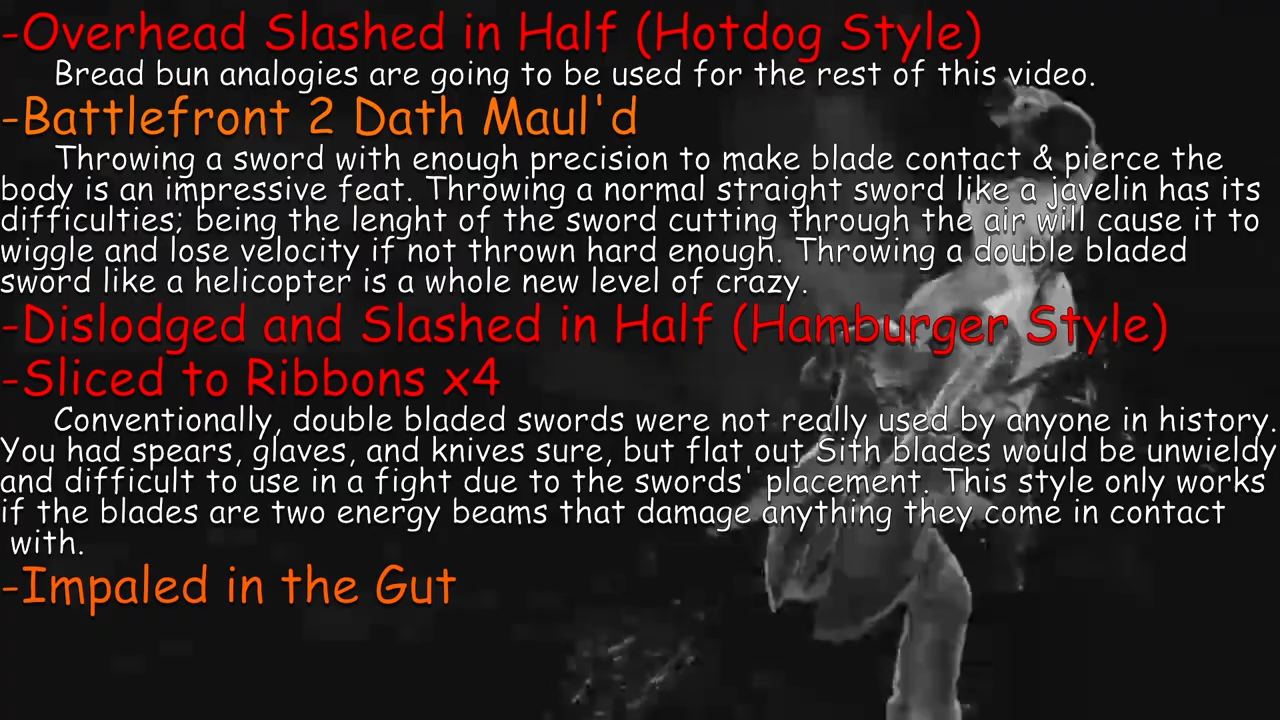 -Overhead Slashed in Half (Hotdog Style)
Bread bun analogies are going to be used for the rest of this video.
-Battlefront 2 Dath Maul'd
Throwing a sword with enough precision to make blade contact & pierce the
body is an impressive feat. Throwing a normal straight sword like a javelin has its
difficulties; being the lenght of the sword cutting through the air will cause it to
wiggle and lose velocity if not thrown hard enough. Throwing a double bladed
sword like a helicopter is a whole new level of crazy.
-Dislodged and Slashed in Half (Hamburger Style)
-Sliced to Ribbons x4
Conventionally, double bladed swords were not really used by anyone in history.
You had spears, glaves, and knives sure, but flat out Sith blades would be unwieldy
and difficult to use in a fight due to the swords' placement. This style only works
if the blades are two energy beams that damage anything they come in contact
with.
-Impaled in the Gut